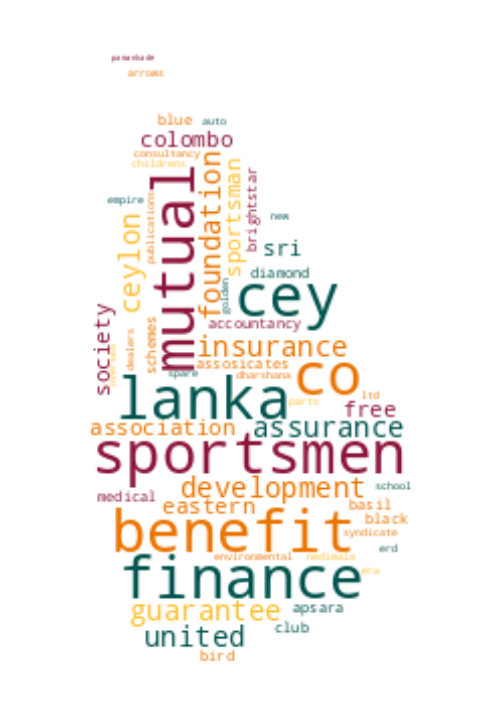 arrows
blue
auto
colombo
consultancy
childrens
mutual
foundation
sportsman
brightstar
publications
empire
new
ceylon
sri
diamond
golden
cey
society
dealers
schemes
accountancy
insurance
assosicates
spare
dharshana
co
lanka
ltd
parts
free
association
assurance
sportsmen
development
school
medical
eastern
basil
black
benefit
syndicate
erd
environmental
nedimala
era
finance
guarantee
apsara
united
club
bird